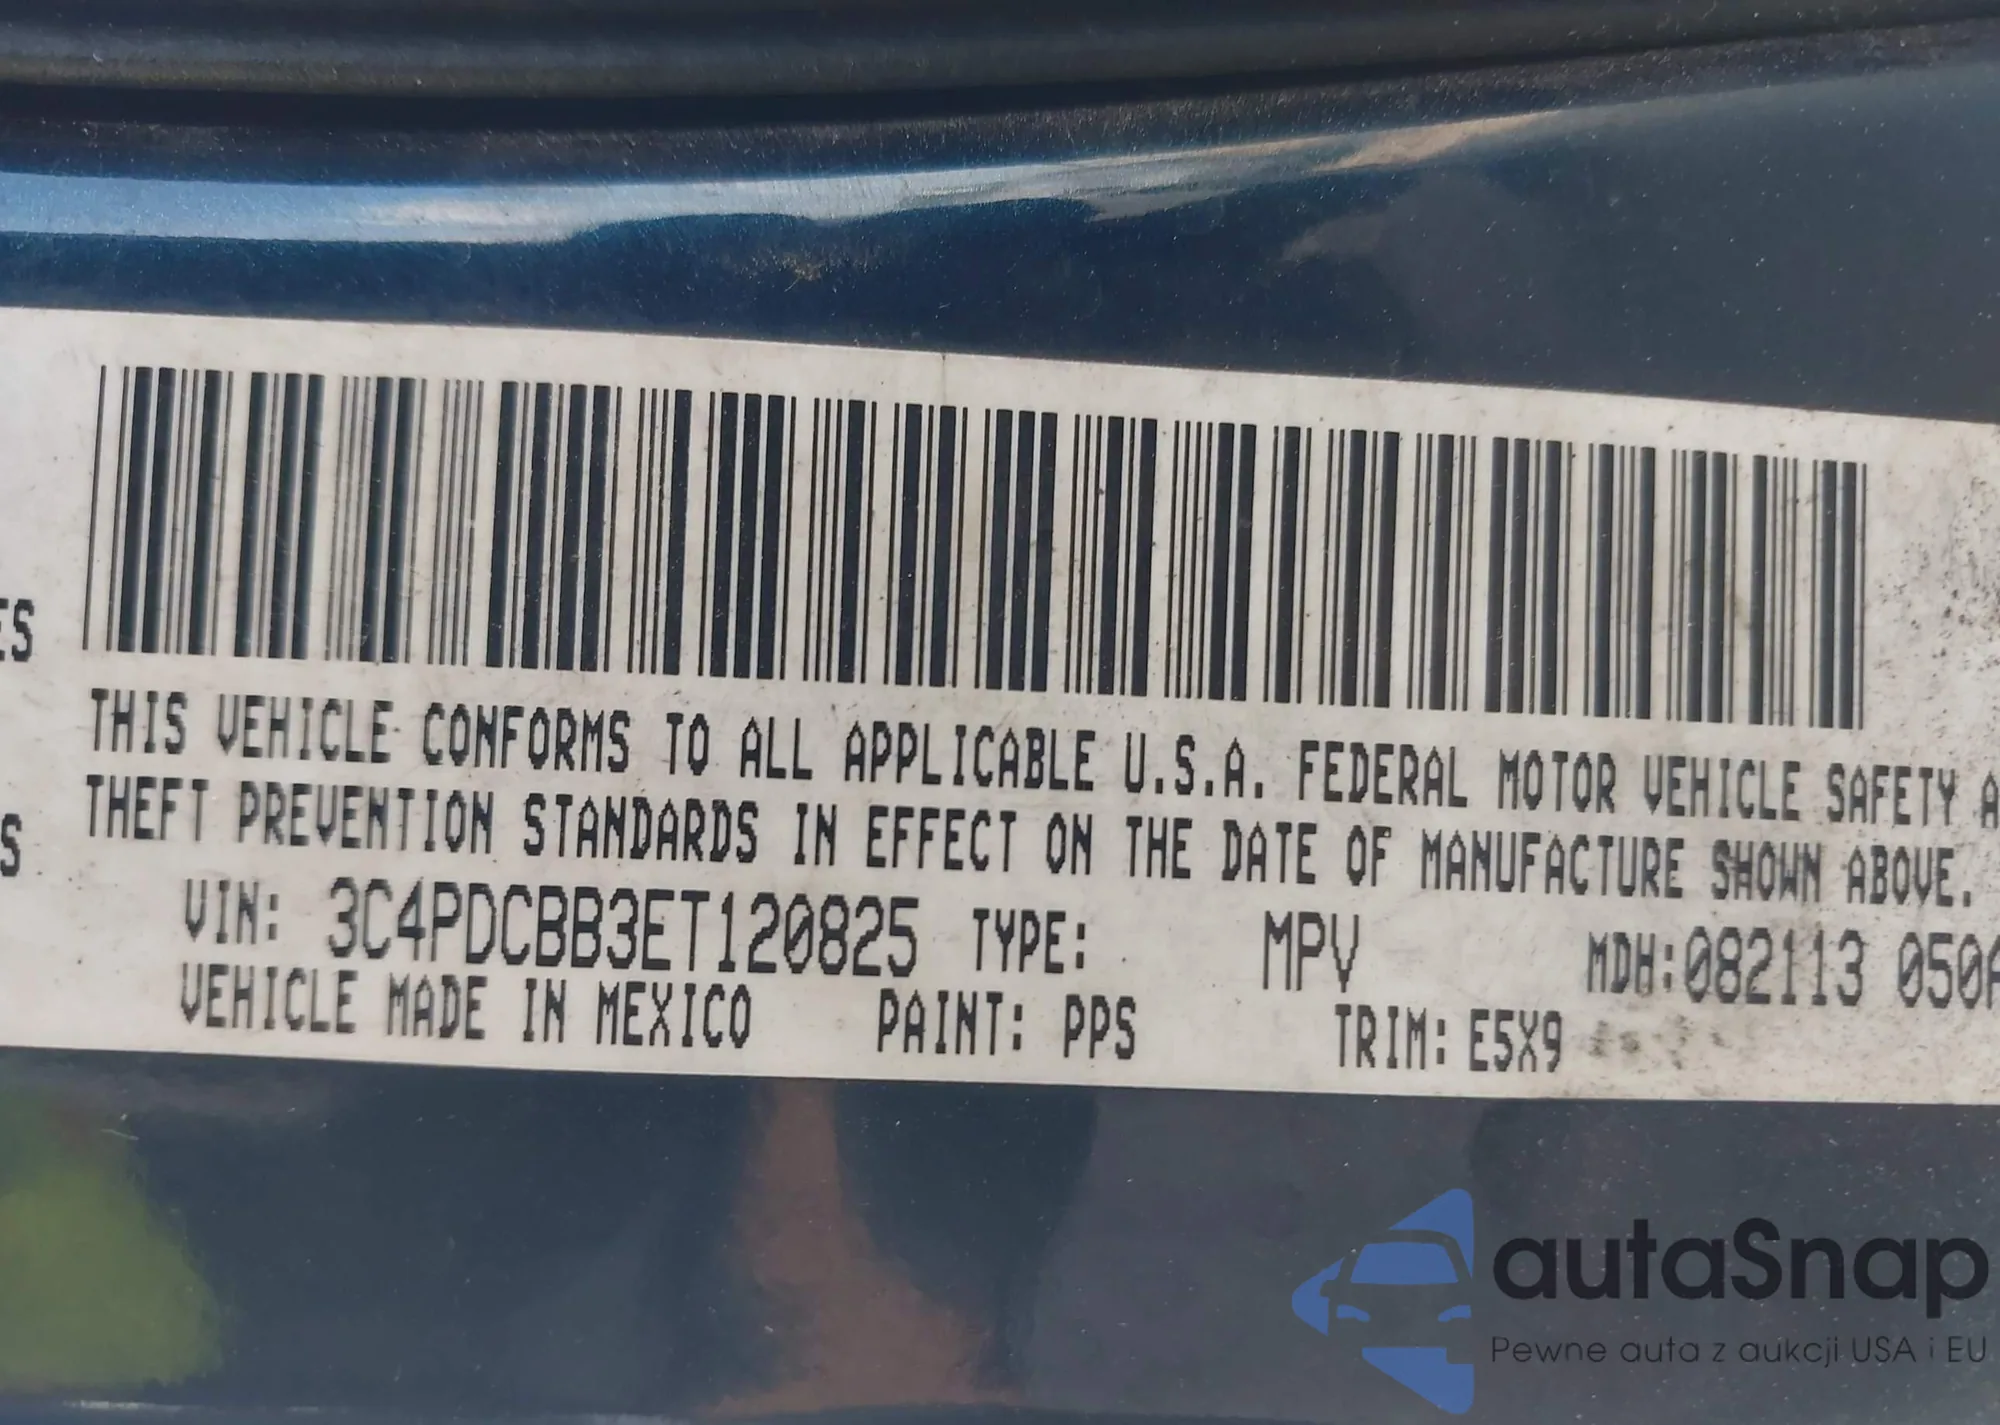 ES
THIS VEHICLE CONFORMS TO ALL APPLICABLE U.S.A. FEDERAL MOTOR VEHICLE SAFETY A
THEFT PREVENTION STANDARDS IN EFFECT ON THE DATE OF MANUFACTURE SHOWN ABOVE.
S
VIN: 3C4PDCBB3ET120825 TYPE: MPV MDH:082113 050A
VEHICLE MADE IN MEXICO PAINT: PPS TRIM: E5X9
autaSnap
Pewne auta z aukcji USA i EU